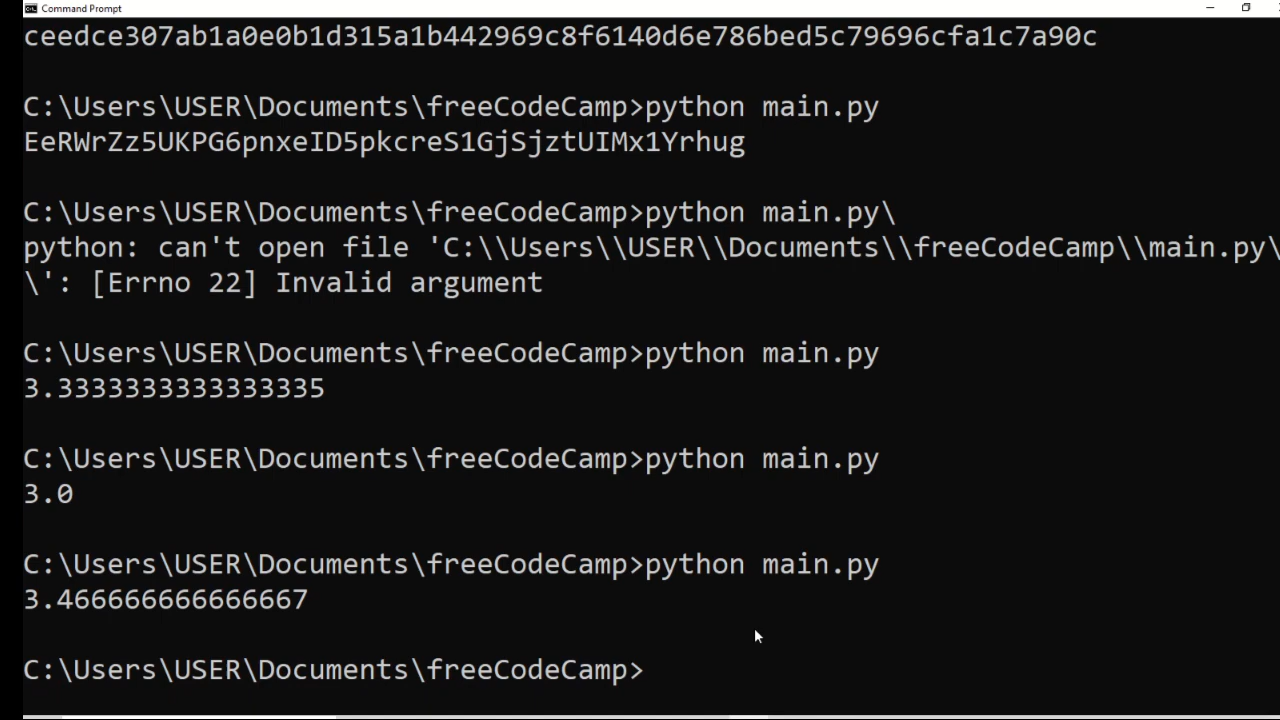 Command Prompt
ceedce307ab1a0e0b1d315a1b442969c8f6140d6e786bed5c79696cfa1c7a90c
C:\Users\USER\Documents\freeCodeCamp>python main.py
EeRWrZz5UKPG6pnxeID5pkcreS1GjSjztUIMx1Yrhug
C:\Users\USER\Documents\freeCodeCamp>python main.py\
python: can't open file 'C:\\Users\\USER\\Documents\\freeCodeCamp\\main.py\
\': [Errno 22] Invalid argument
C:\Users\USER\Documents\freeCodeCamp>python main.py
3.3333333333333335
C:\Users\USER\Documents\freeCodeCamp>python main.py
3.0
C:\Users\USER\Documents\freeCodeCamp>python main.py
3.466666666666667
C:\Users\USER\Documents\freeCodeCamp>